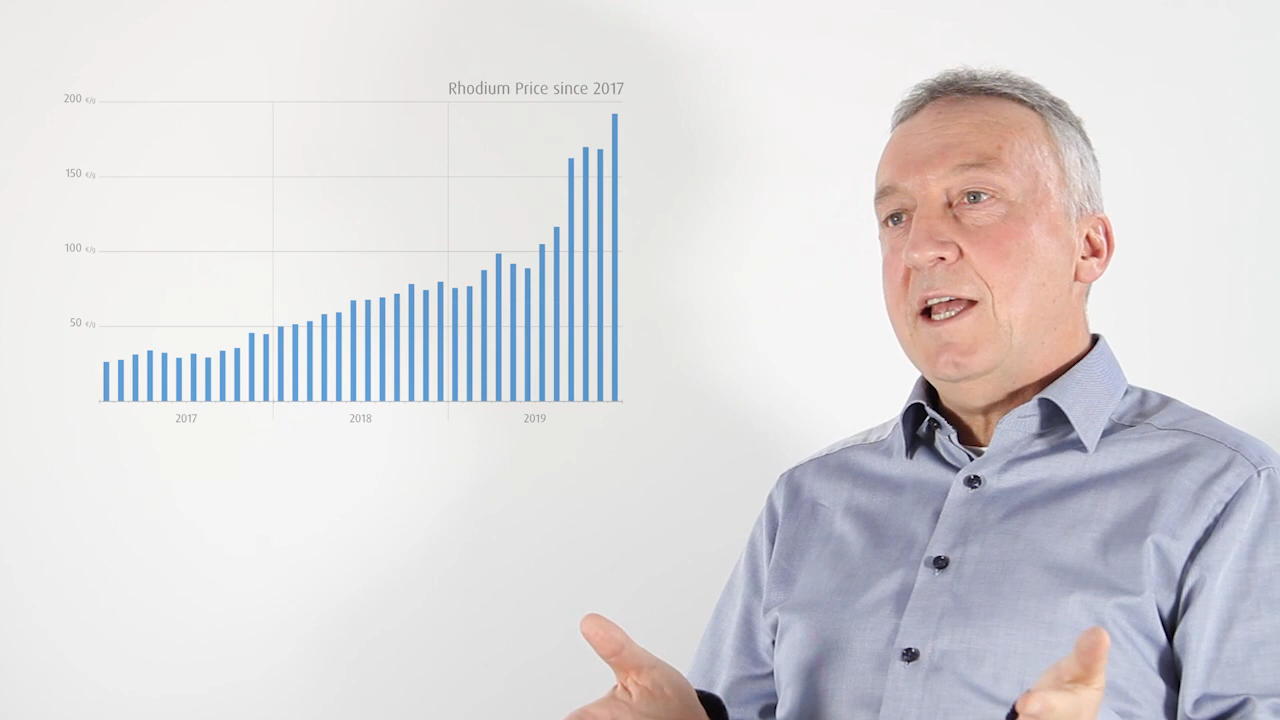 Rhodium Price since 2017
200 €/g
150 €/g
100 €/g
50 €/g
2017 2018 2019